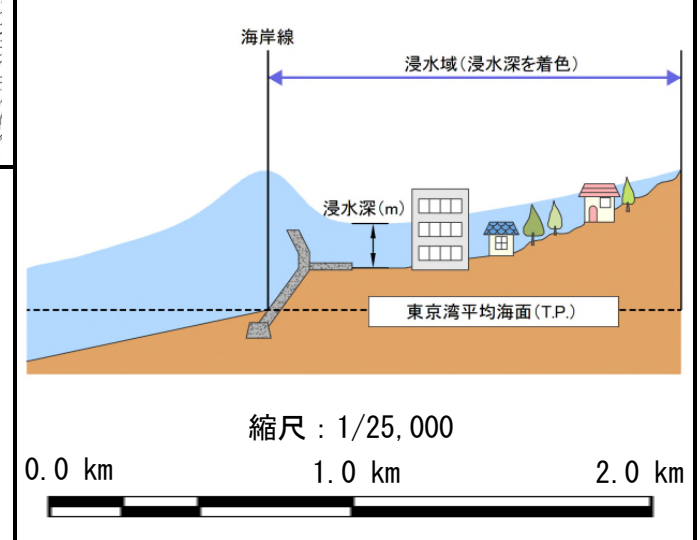 海岸線
浸水域(浸水深を着色)
浸水深(m)
東京湾平均海面(T.P.)
縮尺：1/25,000
0.0 km 1.0 km 2.0 km